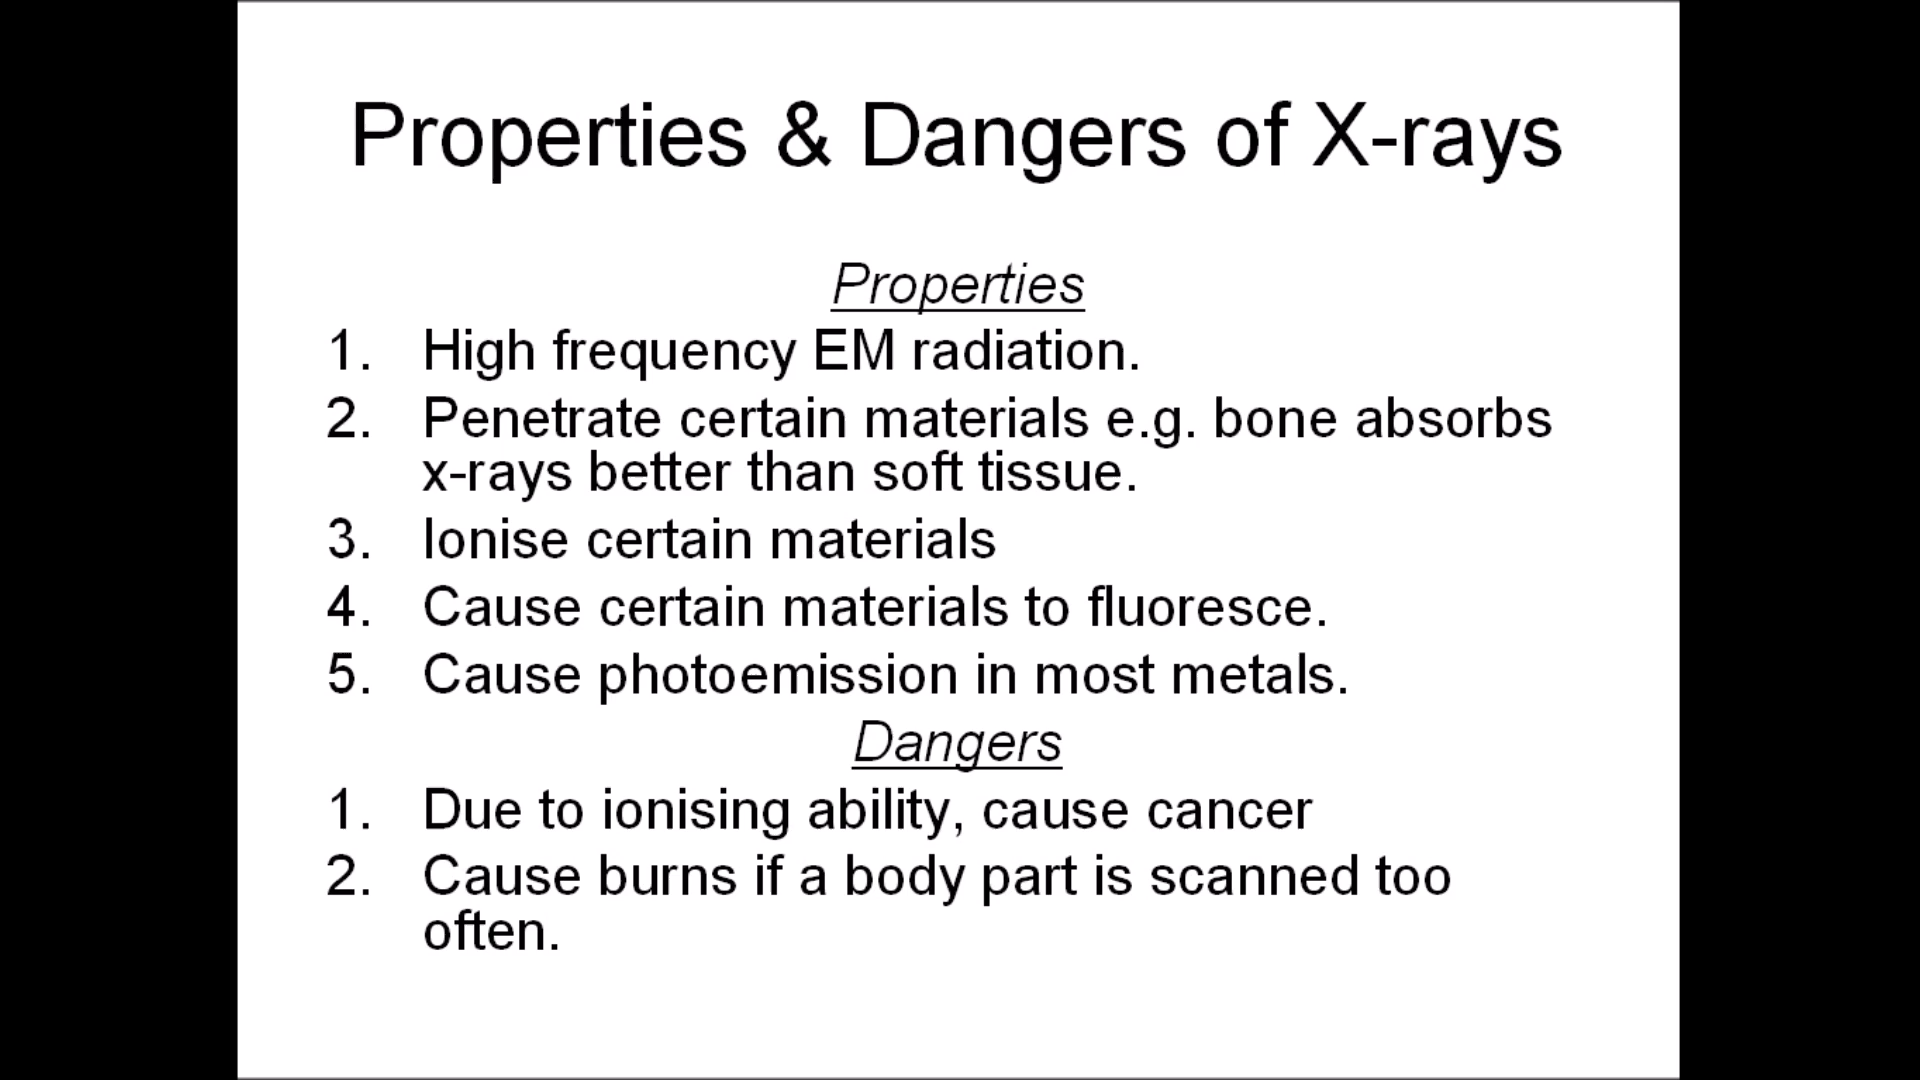 Properties & Dangers of X-rays
Properties
1. High frequency EM radiation.
2. Penetrate certain materials e.g. bone absorbs
x-rays better than soft tissue.
3. Ionise certain materials
4. Cause certain materials to fluoresce.
5. Cause photoemission in most metals.
Dangers
1. Due to ionising ability, cause cancer
2. Cause burns if a body part is scanned too
often.